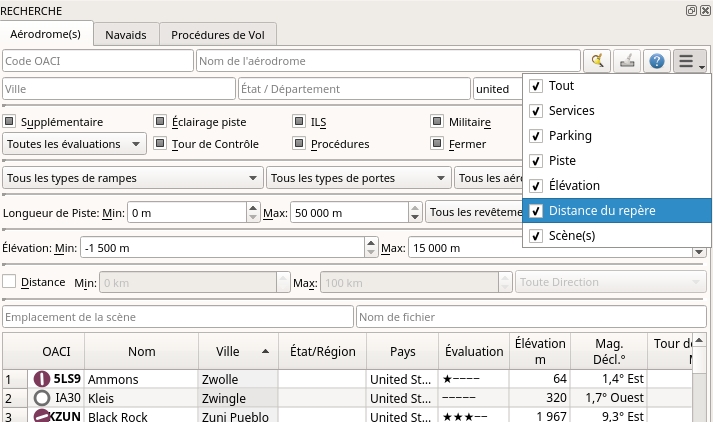 RECHERCHE
Aérodrome(s) Navaids Procédures de Vol
Code OACI Nom de l'aérodrome
Ville État / Département united
Tout
Services
Parking
Piste
Élévation
Distance du repère
Scène(s)
Supplémentaire Éclairage piste ILS Militaire
Toutes les évaluations Tour de Contrôle Procédures Fermer
Tous les types de rampes Tous les types de portes Tous les aér
Longueur de Piste: Min: 0 m Max: 50 000 m Tous les revêteme
Élévation: Min: -1 500 m Max: 15 000 m
Distance Min: 0 km Max: 100 km Toute Direction
Emplacement de la scène Nom de fichier
OACI Nom Ville État/Région Pays Évaluation Élévation m Mag. Décl.° Tour de M
1 5LS9 Ammons Zwolle United St... ★---- 64 1,4° Est
2 IA30 Kleis Zwingle United St... ----- 320 1,7° Ouest
3 KZUN Black Rock Zuni Pueblo United St... ★★★-- 1 967 9,3° Est